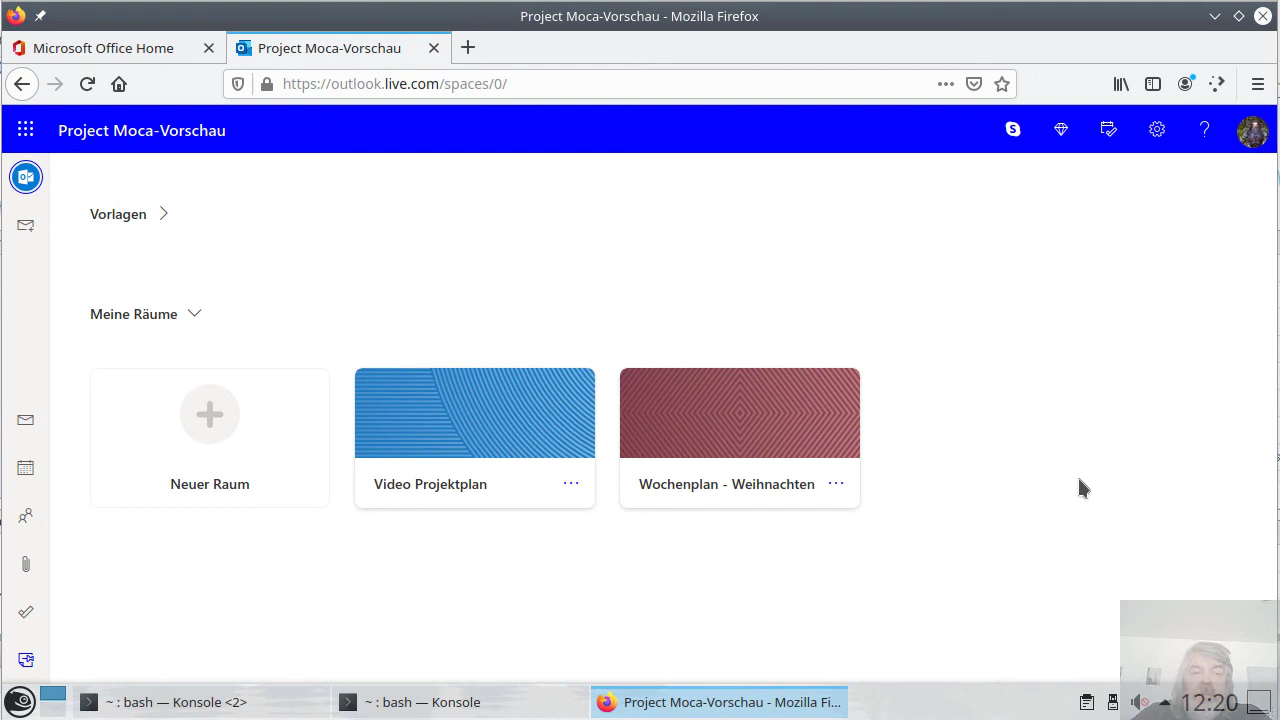 Project Moca-Vorschau - Mozilla Firefox
Microsoft Office Home
Project Moca-Vorschau
https://outlook.live.com/spaces/0/
Project Moca-Vorschau
Vorlagen
Meine Räume
Neuer Raum
Video Projektplan
Wochenplan - Weihnachten
~ : bash — Konsole <2>
~ : bash — Konsole
Project Moca-Vorschau - Mozilla Fi...
12:20